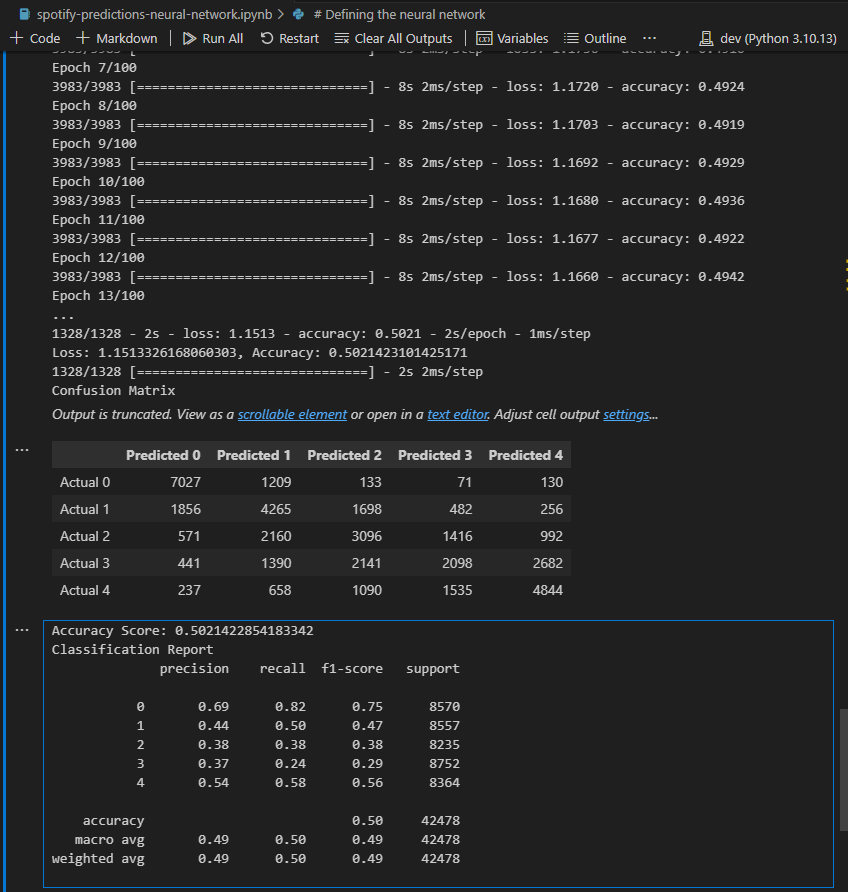 spotify-predictions-neural-network.ipynb > # Defining the neural network
+ Code + Markdown | Run All Restart Clear All Outputs | Variables Outline ... dev (Python 3.10.13)
3983/3983 [
Epoch 7/100
3983/3983 [==============================] - 8s 2ms/step - loss: 1.1720 - accuracy: 0.4924
Epoch 8/100
3983/3983 [==============================] - 8s 2ms/step - loss: 1.1703 - accuracy: 0.4919
Epoch 9/100
3983/3983 [==============================] - 8s 2ms/step - loss: 1.1692 - accuracy: 0.4929
Epoch 10/100
3983/3983 [==============================] - 8s 2ms/step - loss: 1.1680 - accuracy: 0.4936
Epoch 11/100
3983/3983 [==============================] - 8s 2ms/step - loss: 1.1677 - accuracy: 0.4922
Epoch 12/100
3983/3983 [==============================] - 8s 2ms/step - loss: 1.1660 - accuracy: 0.4942
Epoch 13/100
...
1328/1328 - 2s - loss: 1.1513 - accuracy: 0.5021 - 2s/epoch - 1ms/step
Loss: 1.1513326168060303, Accuracy: 0.5021423101425171
1328/1328 [==============================] - 2s 2ms/step
Confusion Matrix
Output is truncated. View as a scrollable element or open in a text editor. Adjust cell output settings...
... Predicted 0 Predicted 1 Predicted 2 Predicted 3 Predicted 4
Actual 0 7027 1209 133 71 130
Actual 1 1856 4265 1698 482 256
Actual 2 571 2160 3096 1416 992
Actual 3 441 1390 2141 2098 2682
Actual 4 237 658 1090 1535 4844
... Accuracy Score: 0.5021422854183342
Classification Report
precision recall f1-score support
0 0.69 0.82 0.75 8570
1 0.44 0.50 0.47 8557
2 0.38 0.38 0.38 8235
3 0.37 0.24 0.29 8752
4 0.54 0.58 0.56 8364
accuracy 0.50 42478
macro avg 0.49 0.50 0.49 42478
weighted avg 0.49 0.50 0.49 42478